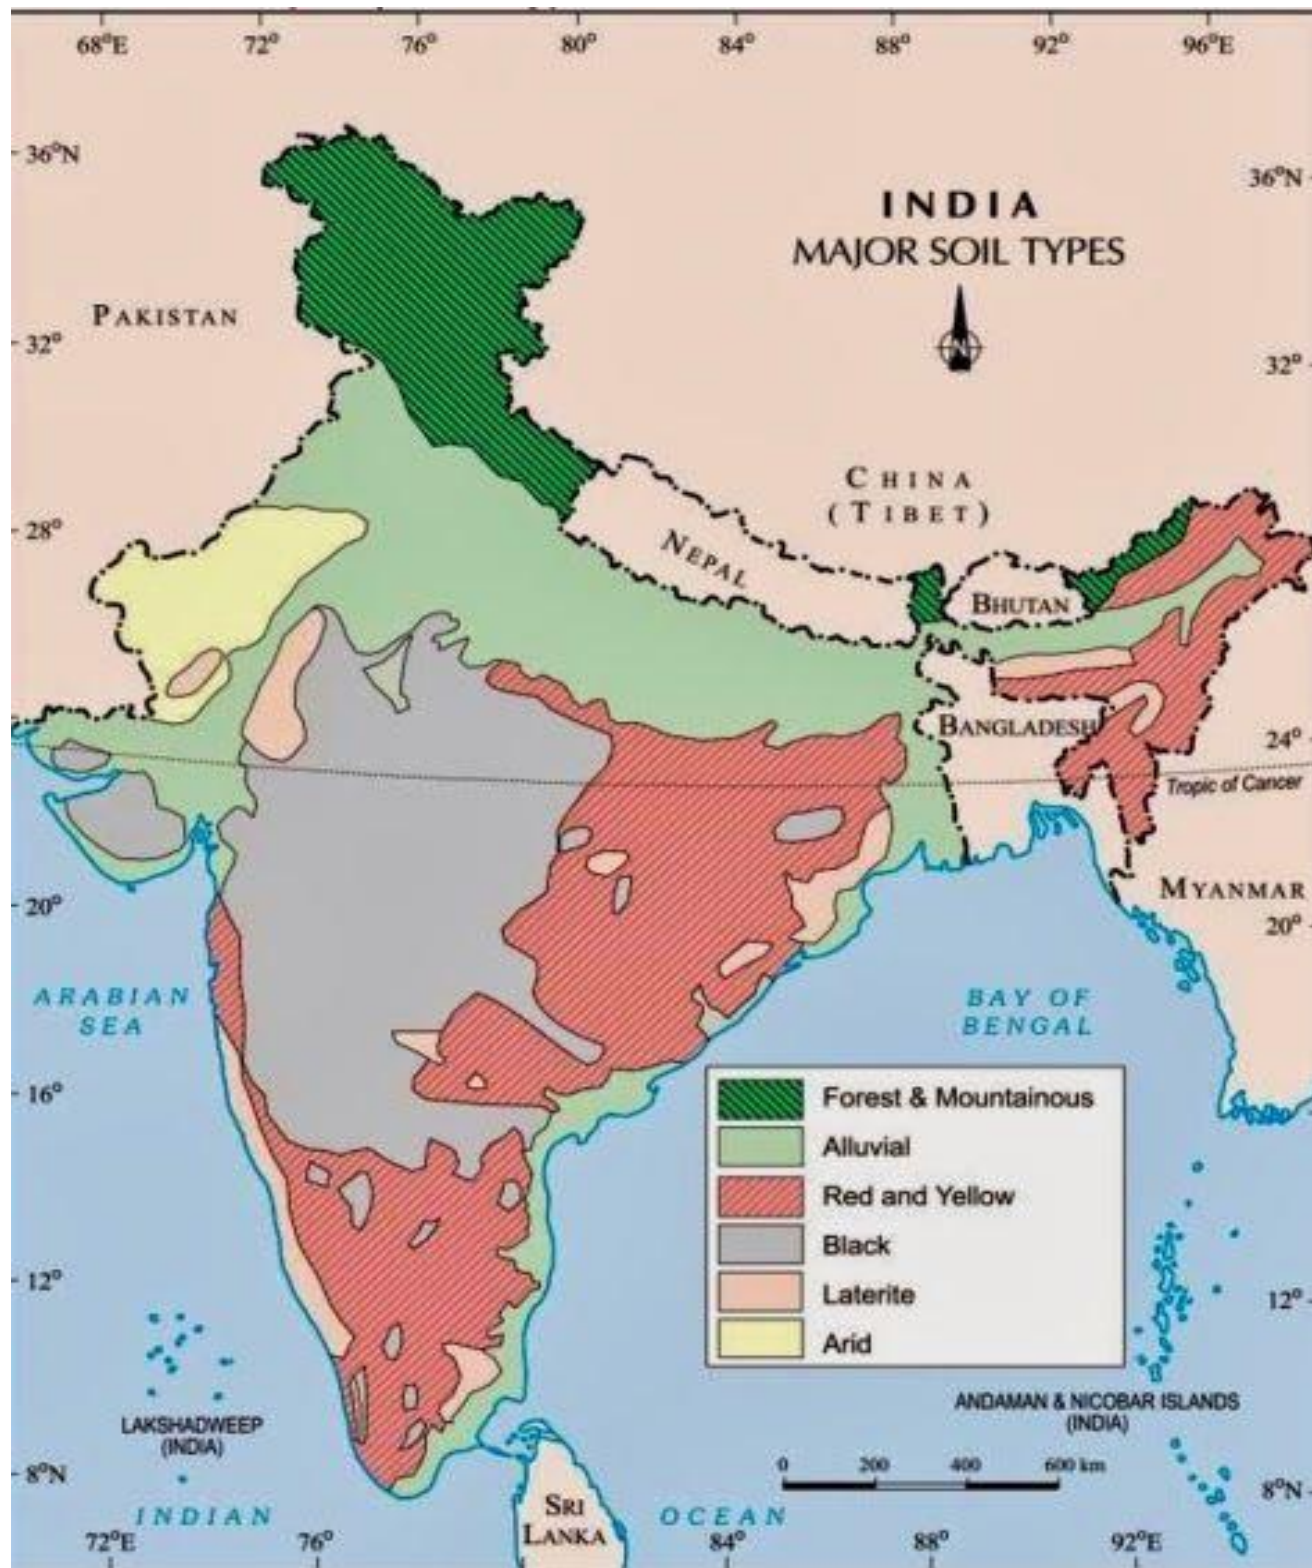 68°E 72° 76° 80° 84° 88° 92° 96°E
36°N
36°N
INDIA
MAJOR SOIL TYPES
PAKISTAN
32°
32°
CHINA
(TIBET)
28°
NEPAL
BHUTAN
BANGLADESH
24°
Tropic of Cancer
MYANMAR
20°
20°
ARABIAN
SEA
BAY OF
BENGAL
16°
Forest & Mountainous
Alluvial
Red and Yellow
Black
Laterite
Arid
12°
12°
LAKSHADWEEP
(INDIA)
ANDAMAN & NICOBAR ISLANDS
(INDIA)
0 200 400 600 km
8°N
8°N
INDIAN OCEAN
SRI
LANKA
72°E 76° 84° 88° 92°E